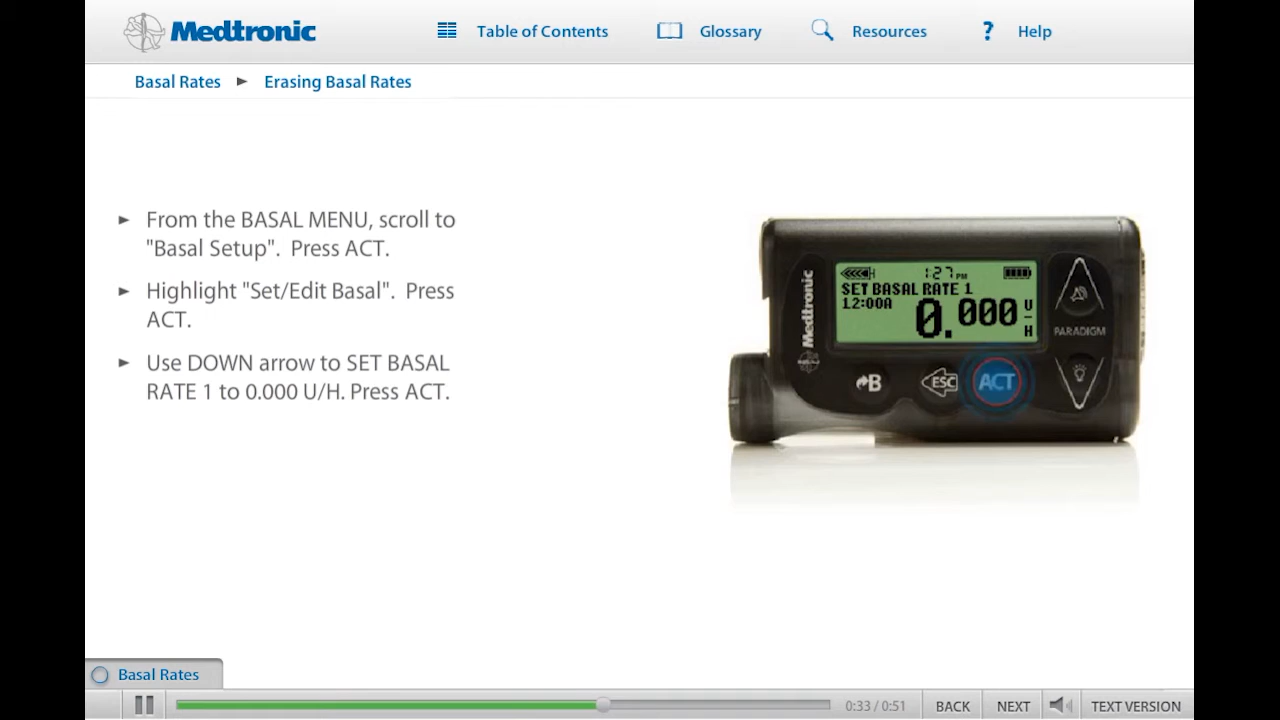 Medtronic
Table of Contents
Glossary
Resources
? Help
Basal Rates ► Erasing Basal Rates
► From the BASAL MENU, scroll to
"Basal Setup". Press ACT.
► Highlight "Set/Edit Basal". Press
ACT.
► Use DOWN arrow to SET BASAL
RATE 1 to 0.000 U/H. Press ACT.
Medtronic
1:27 PM
SET BASAL RATE 1
12:00A
0.000 U/H
PARADIGM
B
ESC
ACT
Basal Rates
0:33 / 0:51
BACK
NEXT
TEXT VERSION